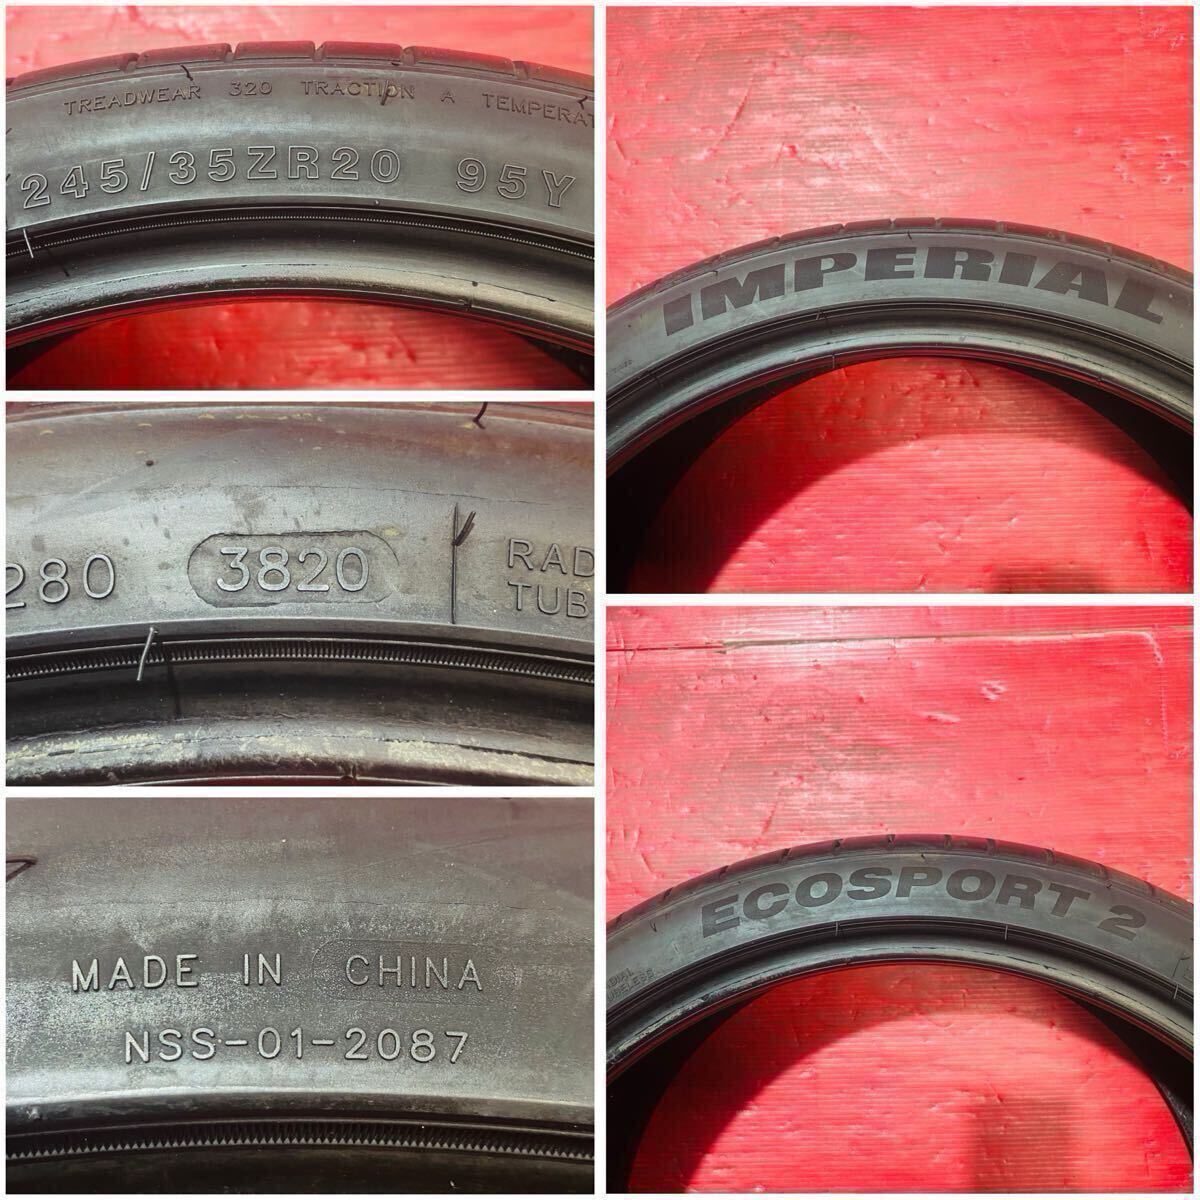 TREADWEAR 320 TRACTION A
245/35ZR20 95Y
IMPERIAL
280 3820
RAD
TUB
MADE IN CHINA
NSS-01-2087
ECOSPORT 2